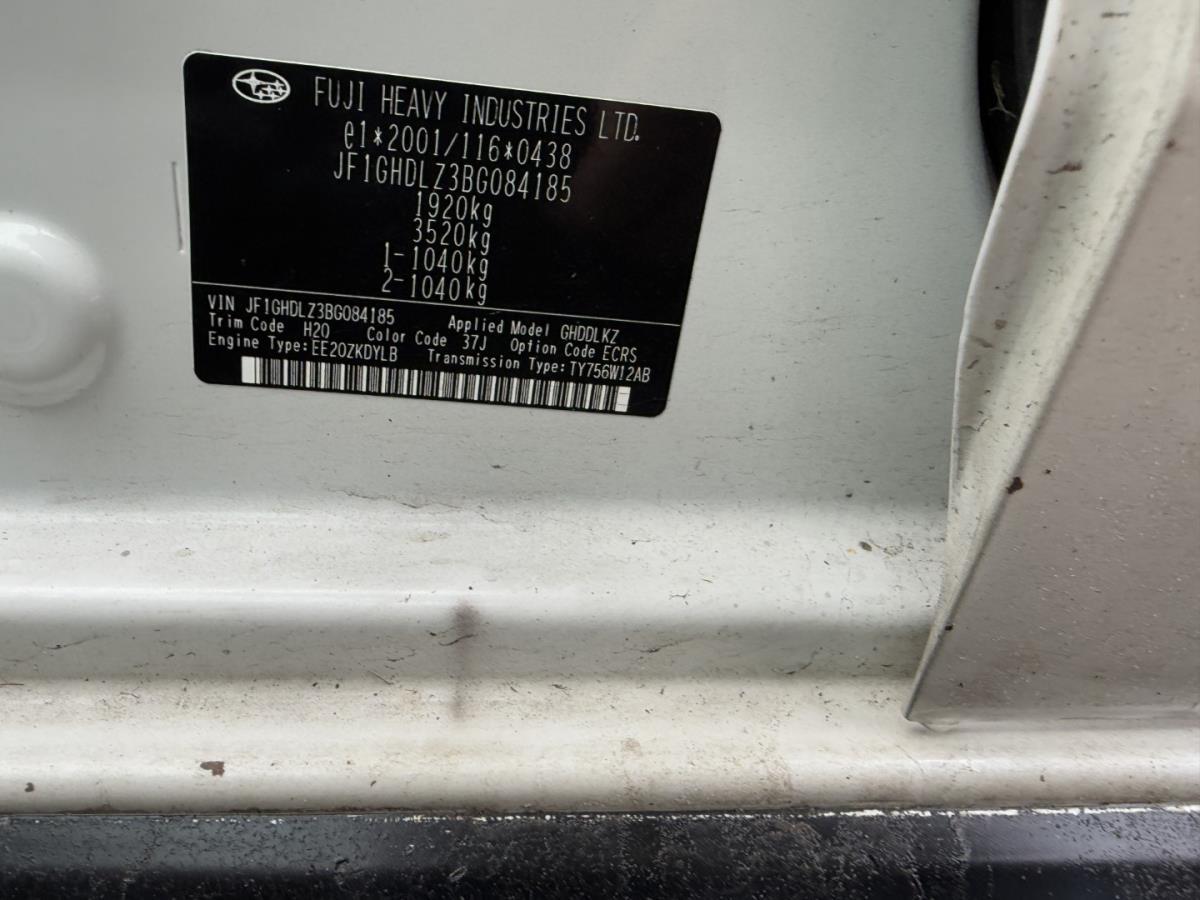 FUJI HEAVY INDUSTRIES LTD.
e1*2001/116*0438
JF1GHDLZ3BG084185
1920kg
3520kg
1-1040kg
2-1040kg
VIN JF1GHDLZ3BG084185 Applied Model GHDDLKZ
Trim Code H20 Color Code 37J Option Code ECRS
Engine Type: EE20ZKDYLB Transmission Type: TY756W12AB